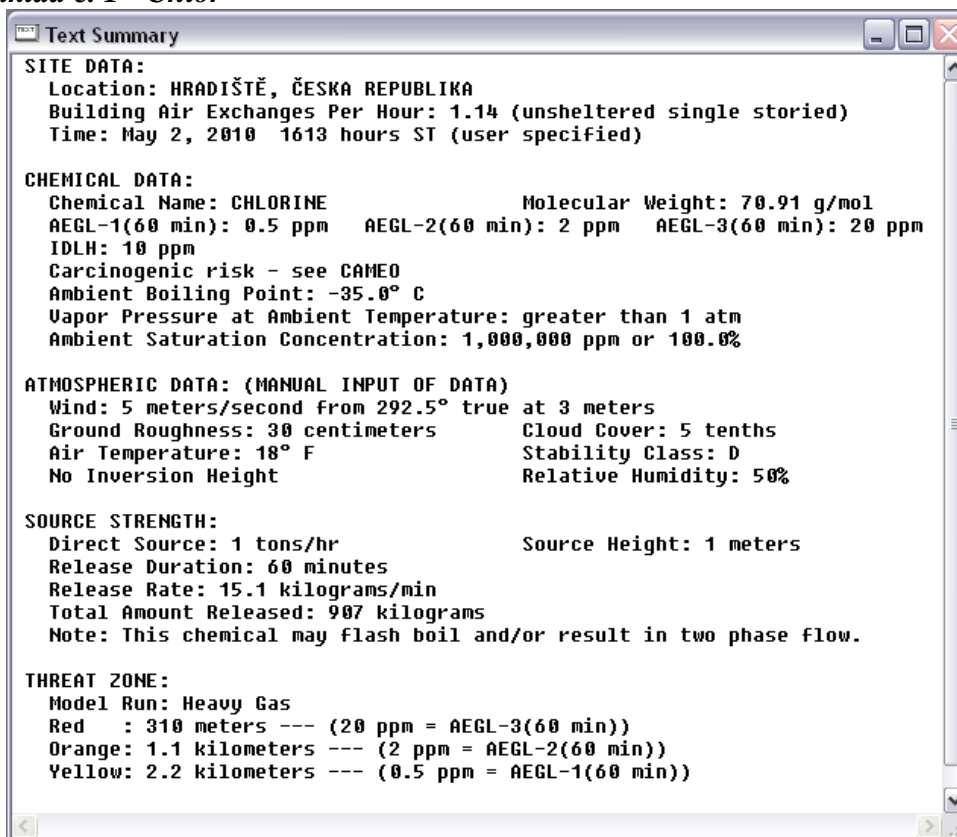 Text Summary
SITE DATA:
Location: HRADIŠTĚ, ČESKA REPUBLIKA
Building Air Exchanges Per Hour: 1.14 (unsheltered single storied)
Time: May 2, 2010 1613 hours ST (user specified)
CHEMICAL DATA:
Chemical Name: CHLORINE Molecular Weight: 70.91 g/mol
AEGL-1(60 min): 0.5 ppm AEGL-2(60 min): 2 ppm AEGL-3(60 min): 20 ppm
IDLH: 10 ppm
Carcinogenic risk - see CAMEO
Ambient Boiling Point: -35.0° C
Vapor Pressure at Ambient Temperature: greater than 1 atm
Ambient Saturation Concentration: 1,000,000 ppm or 100.0%
ATMOSPHERIC DATA: (MANUAL INPUT OF DATA)
Wind: 5 meters/second from 292.5° true at 3 meters
Ground Roughness: 30 centimeters Cloud Cover: 5 tenths
Air Temperature: 18° F Stability Class: D
No Inversion Height Relative Humidity: 50%
SOURCE STRENGTH:
Direct Source: 1 tons/hr Source Height: 1 meters
Release Duration: 60 minutes
Release Rate: 15.1 kilograms/min
Total Amount Released: 907 kilograms
Note: This chemical may flash boil and/or result in two phase flow.
THREAT ZONE:
Model Run: Heavy Gas
Red : 310 meters --- (20 ppm = AEGL-3(60 min))
Orange: 1.1 kilometers --- (2 ppm = AEGL-2(60 min))
Yellow: 2.2 kilometers --- (0.5 ppm = AEGL-1(60 min))